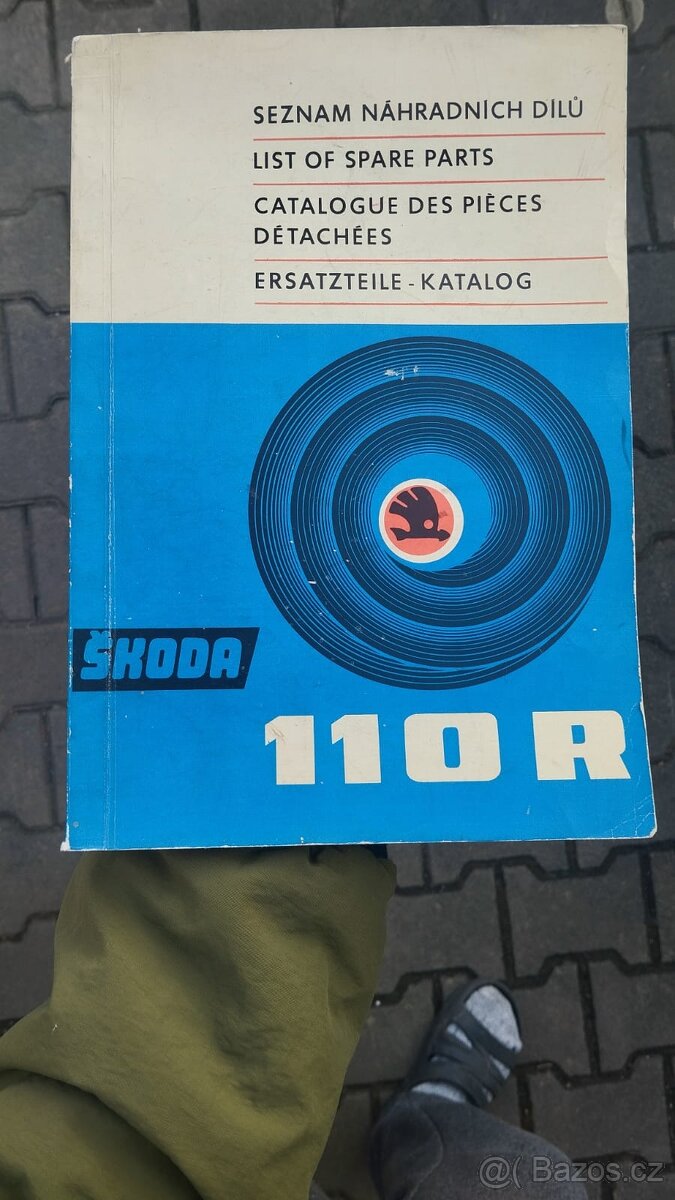 SEZNAM NÁHRADNÍCH DÍLŮ
LIST OF SPARE PARTS
CATALOGUE DES PIÈCES
DÉTACHÉES
ERSATZTEILE - KATALOG
ŠKODA
110 R
@( Bazos.cz